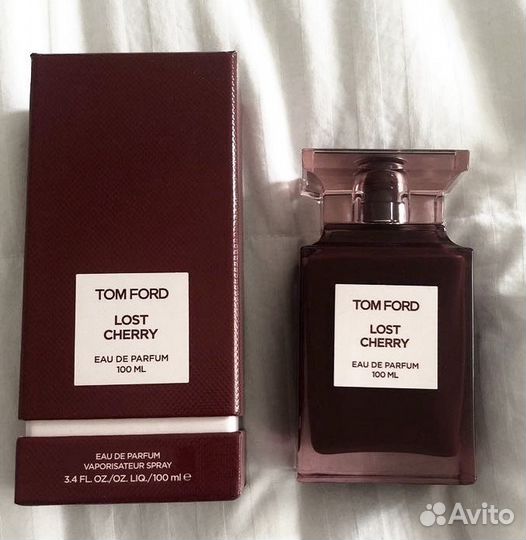 TOM FORD
LOST
CHERRY
EAU DE PARFUM
100 ML
EAU DE PARFUM
VAPORISATEUR SPRAY
3.4 FL. OZ./OZ. LIQ./100 ml ℮
TOM FORD
LOST
CHERRY
EAU DE PARFUM
100 ML
Avito